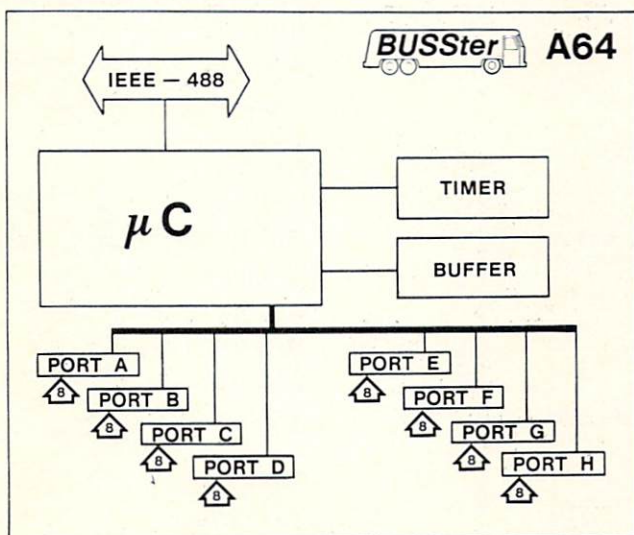 BUSSter A64
IEEE — 488
μC
TIMER
BUFFER
PORT A
8
PORT B
8
PORT C
8
PORT D
8
PORT E
8
PORT F
8
PORT G
8
PORT H
8